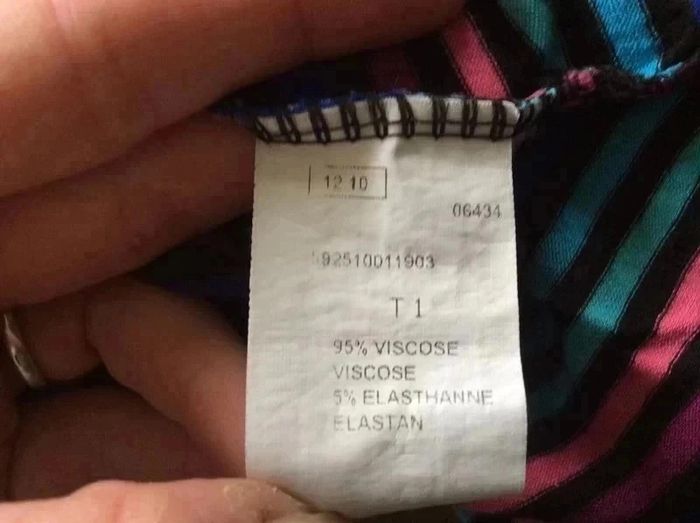 12 10
06434
92510011903
T 1
95% VISCOSE
VISCOSE
5% ELASTHANNE
ELASTAN